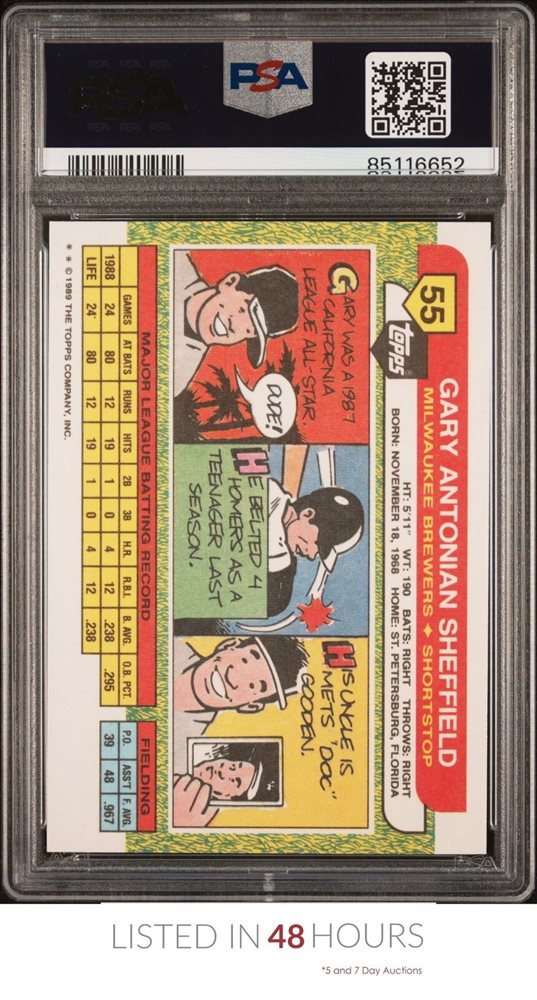 PSA
85116652
55
topps
GARY ANTONIAN SHEFFIELD
MILWAUKEE BREWERS ✦ SHORTSTOP
HT: 5'11" WT: 190 BATS: RIGHT THROWS: RIGHT
BORN: NOVEMBER 18, 1968 HOME: ST. PETERSBURG, FLORIDA
GARY WAS A 1987
CALIFORNIA
LEAGUE ALL-STAR.
DUDE!
HE BELTED 4
HOMERS AS A
TEENAGER LAST
SEASON.
HIS UNCLE IS
METS' "DOC"
GOODEN.
MAJOR LEAGUE BATTING RECORD
GAMES AT BATS RUNS HITS 2B 3B H.R. R.B.I. B. AVG. O.B. PCT.
1988 24 80 12 19 1 0 4 12 .238 .295
LIFE 24 80 12 19 1 0 4 12 .238
FIELDING
P.O. ASS'T F. AVG.
39 48 .967
* * © 1989 THE TOPPS COMPANY, INC.
LISTED IN 48 HOURS
*5 and 7 Day Auctions